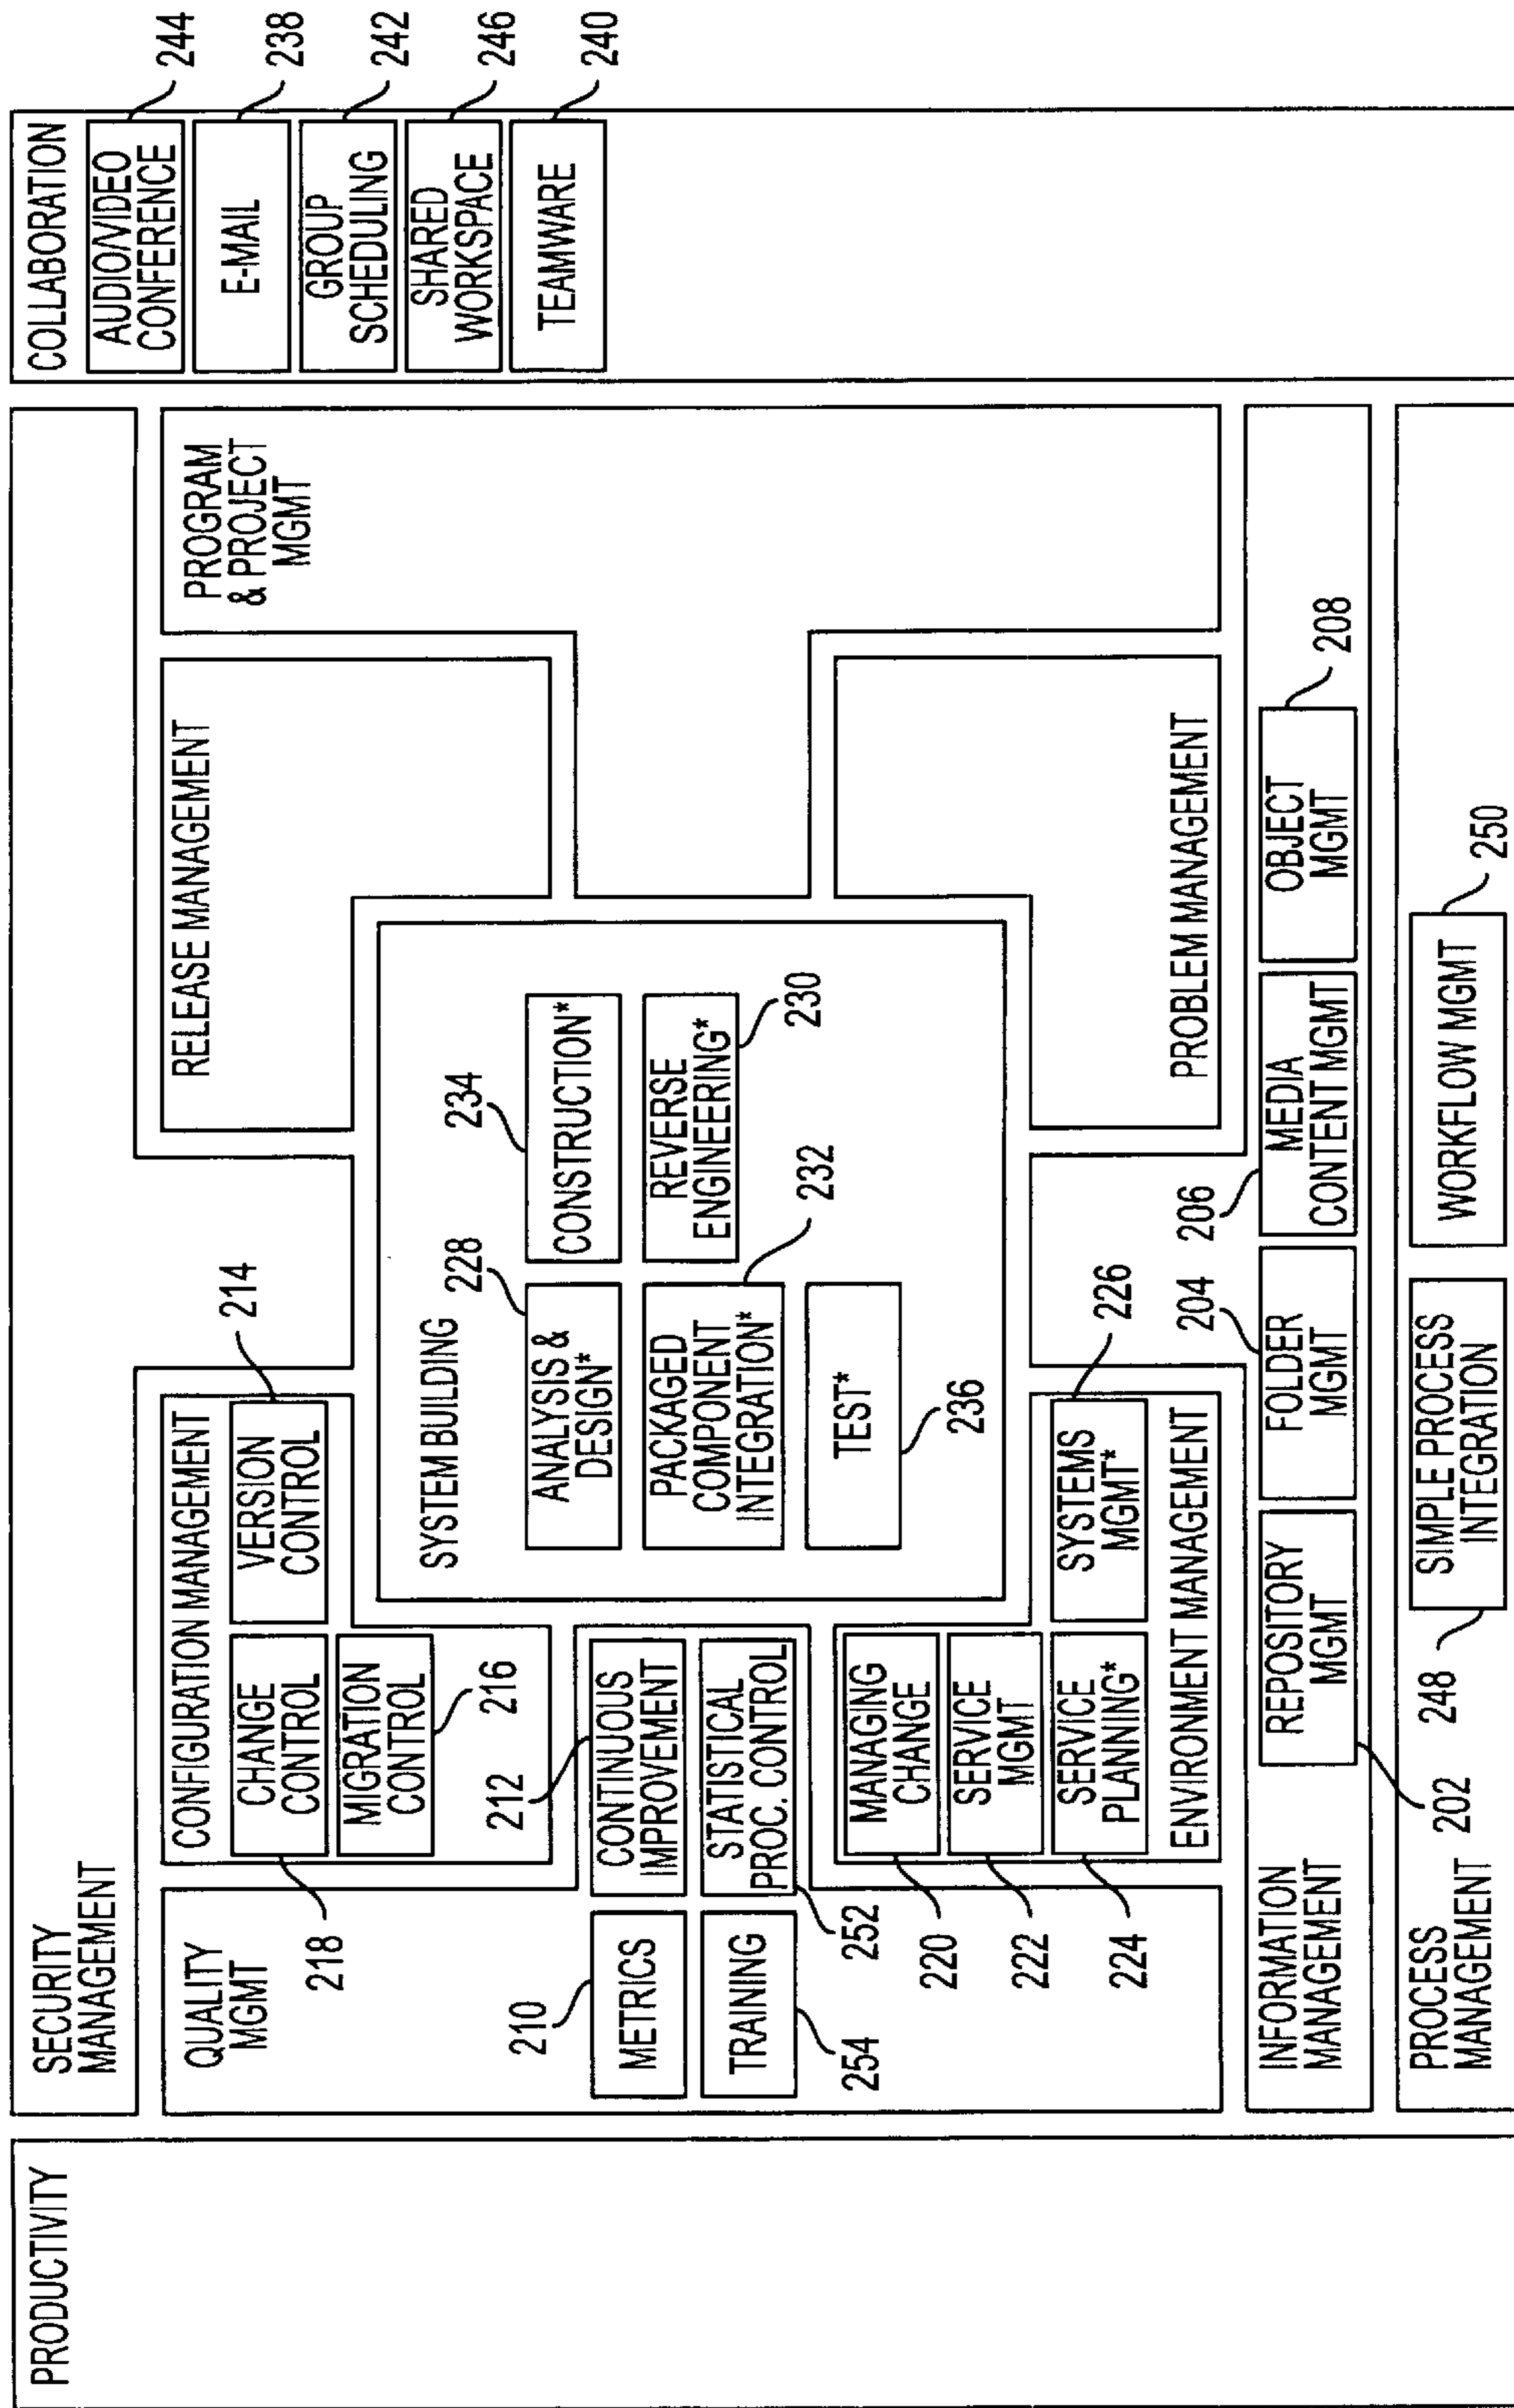 PRODUCTIVITY
SECURITY
MANAGEMENT
COLLABORATION
AUDIO/VIDEO
CONFERENCE
244
E-MAIL
238
GROUP
SCHEDULING
242
SHARED
WORKSPACE
246
TEAMWARE
240
QUALITY
MGMT
210
METRICS
TRAINING
254
212
CONTINUOUS
IMPROVEMENT
STATISTICAL
PROC. CONTROL
252
CONFIGURATION MANAGEMENT
CHANGE
CONTROL
218
VERSION
CONTROL
214
MIGRATION
CONTROL
216
RELEASE MANAGEMENT
PROGRAM
& PROJECT
MGMT
SYSTEM BUILDING
228
ANALYSIS &
DESIGN*
234
CONSTRUCTION*
PACKAGED
COMPONENT
INTEGRATION*
232
REVERSE
ENGINEERING*
230
TEST*
236
MANAGING
CHANGE
220
SERVICE
MGMT
222
SERVICE
PLANNING*
224
SYSTEMS
MGMT*
226
ENVIRONMENT MANAGEMENT
PROBLEM MANAGEMENT
INFORMATION
MANAGEMENT
REPOSITORY
MGMT
202
204
FOLDER
MGMT
206
MEDIA
CONTENT MGMT
OBJECT
MGMT
208
PROCESS
MANAGEMENT
248
SIMPLE PROCESS
INTEGRATION
WORKFLOW MGMT
250